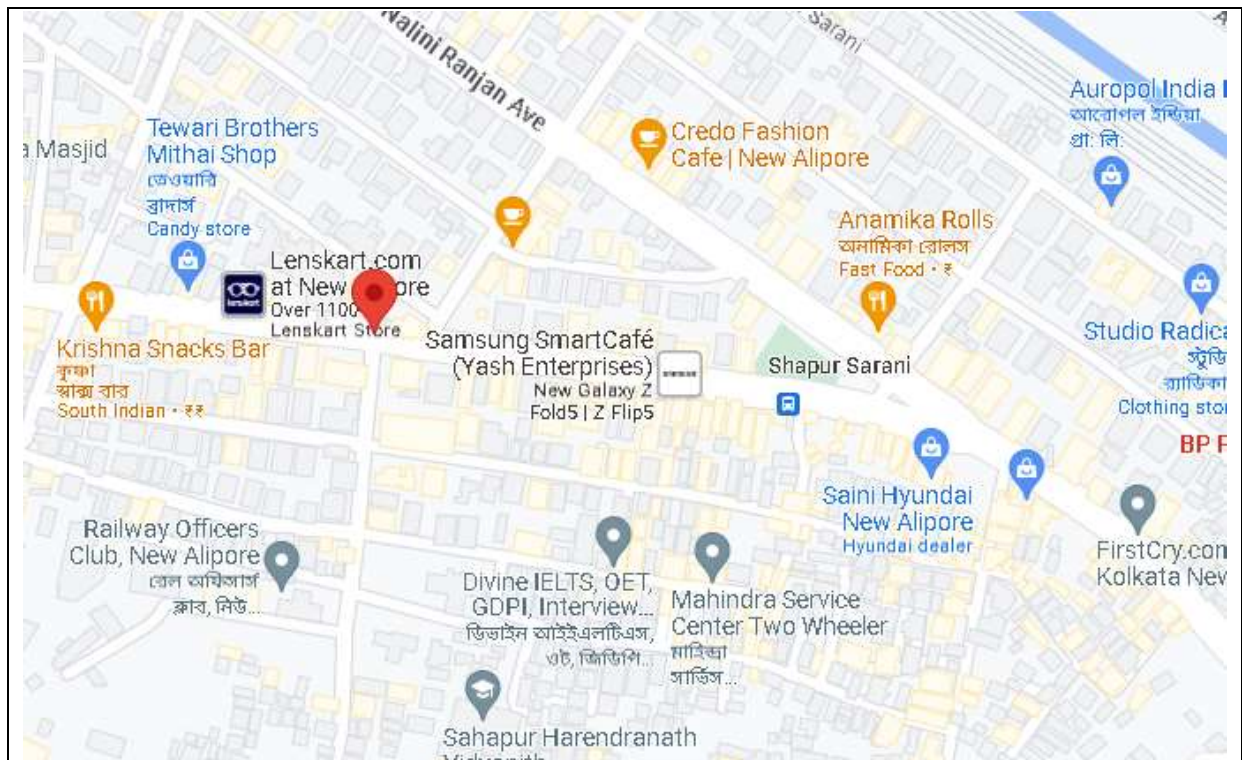 Nalini Ranjan Ave
Sarani
Auropol India
আরোপল ইন্ডিয়া
প্রা: লি:
Credo Fashion
Cafe | New Alipore
Tewari Brothers
Mithai Shop
তেওয়ারি
ব্রাদার্স
Candy store
a Masjid
Anamika Rolls
অনামিকা রোলস
Fast Food · ₹
Lenskart.com
at New
Over 1100
Lenskart Store
Krishna Snacks Bar
কৃষ্ণা
স্নাক্স বার
South Indian · ₹₹
Samsung SmartCafé
(Yash Enterprises)
New Galaxy Z
Fold5 | Z Flip5
Shapur Sarani
Studio Radica
স্টুডি
র‍্যাডিকা
Clothing sto
BP
Saini Hyundai
New Alipore
Hyundai dealer
FirstCry.com
Kolkata New
Railway Officers
Club, New Alipore
রেল অফিসার্স
ক্লাব, নিউ...
Divine IELTS, OET,
GDPI, Interview...
ডিভাইন আইইএলটিএস,
ওট, জিডিপি...
Mahindra Service
Center Two Wheeler
মাহিন্দ্রা
সার্ভিস...
Sahapur Harendranath